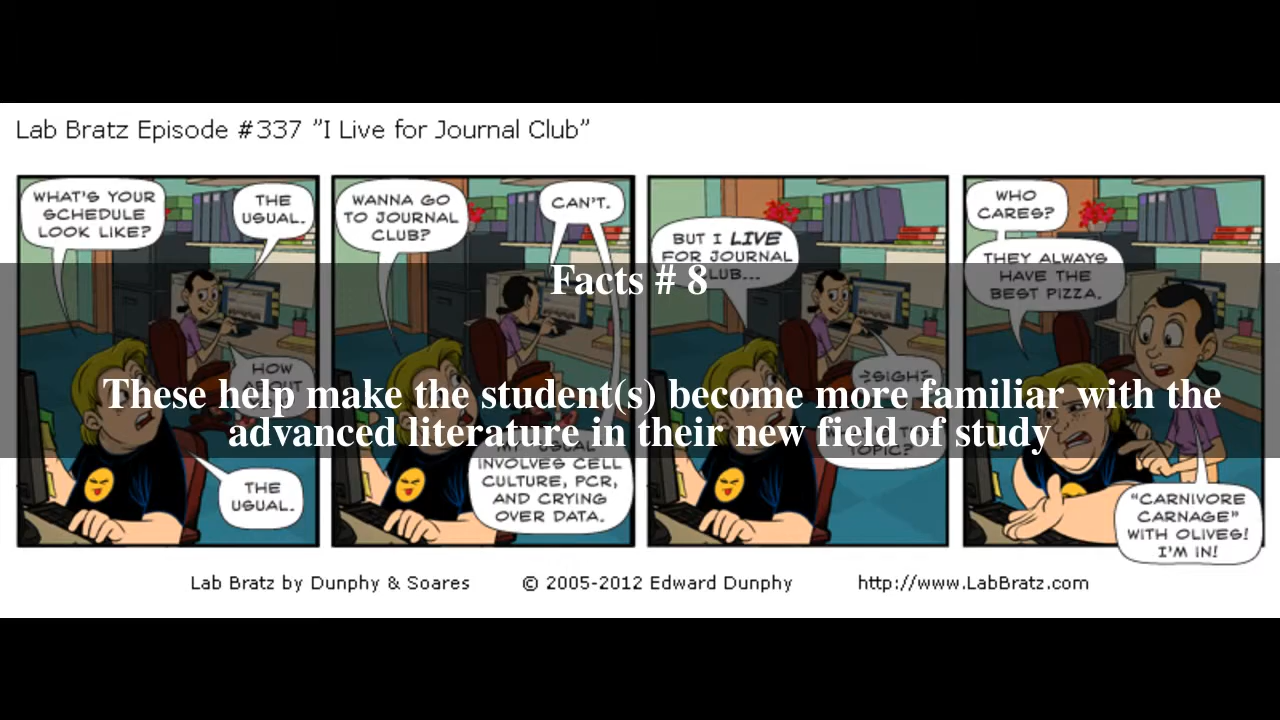 Lab Bratz Episode #337 "I Live for Journal Club"
WHAT'S YOUR
SCHEDULE
LOOK LIKE?
THE
USUAL.
HOW
ABOUT
THE
USUAL.
WANNA GO
TO JOURNAL
CLUB?
CAN'T.
MY "USUAL"
INVOLVES CELL
CULTURE, PCR,
AND CRYING
OVER DATA.
BUT I LIVE
FOR JOURNAL
CLUB...
SIGH
TOPIC?
WHO
CARES?
THEY ALWAYS
HAVE THE
BEST PIZZA.
"CARNIVORE
CARNAGE"
WITH OLIVES!
I'M IN!
Facts # 8
These help make the student(s) become more familiar with the
advanced literature in their new field of study
Lab Bratz by Dunphy & Soares © 2005-2012 Edward Dunphy http://www.LabBratz.com